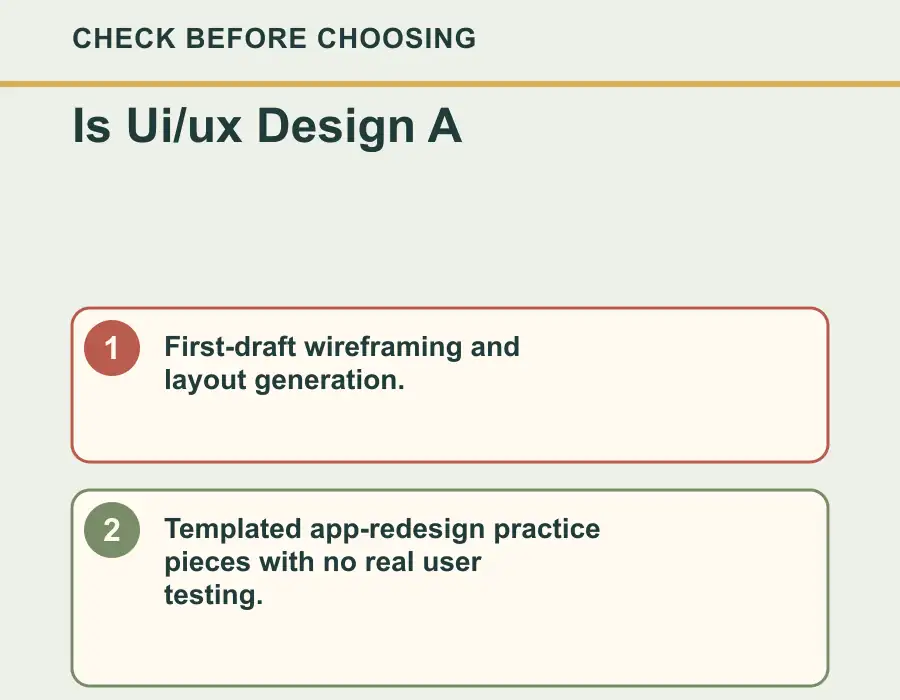 CHECK BEFORE CHOOSING
Is Ui/ux Design A
1
First-draft wireframing and
layout generation.
2
Templated app-redesign practice
pieces with no real user
testing.